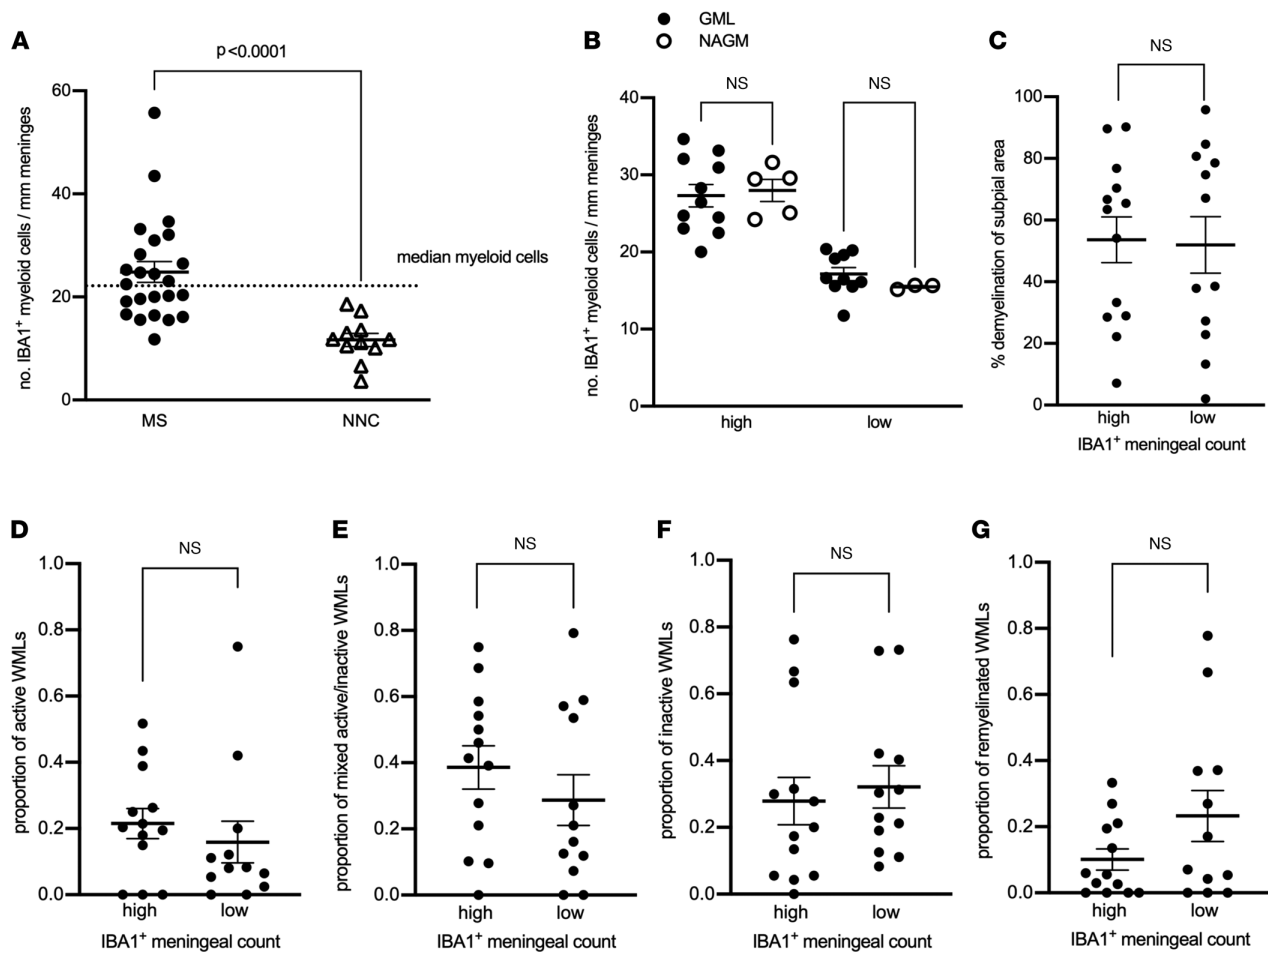 A
p<0.0001
no. IBA1+ myeloid cells / mm meninges
60
40
20
0
median myeloid cells
MS
NNC
B
GML
NAGM
NS
NS
no. IBA1+ myeloid cells / mm meninges
40
30
20
10
0
high
low
C
NS
% demyelination of subpial area
100
80
60
40
20
0
high
low
IBA1+ meningeal count
D
NS
proportion of active WMLs
1.0
0.8
0.6
0.4
0.2
0.0
high
low
IBA1+ meningeal count
E
NS
proportion of mixed active/inactive WMLs
1.0
0.8
0.6
0.4
0.2
0.0
high
low
IBA1+ meningeal count
F
NS
proportion of inactive WMLs
1.0
0.8
0.6
0.4
0.2
0.0
high
low
IBA1+ meningeal count
G
NS
proportion of remyelinated WMLs
1.0
0.8
0.6
0.4
0.2
0.0
high
low
IBA1+ meningeal count